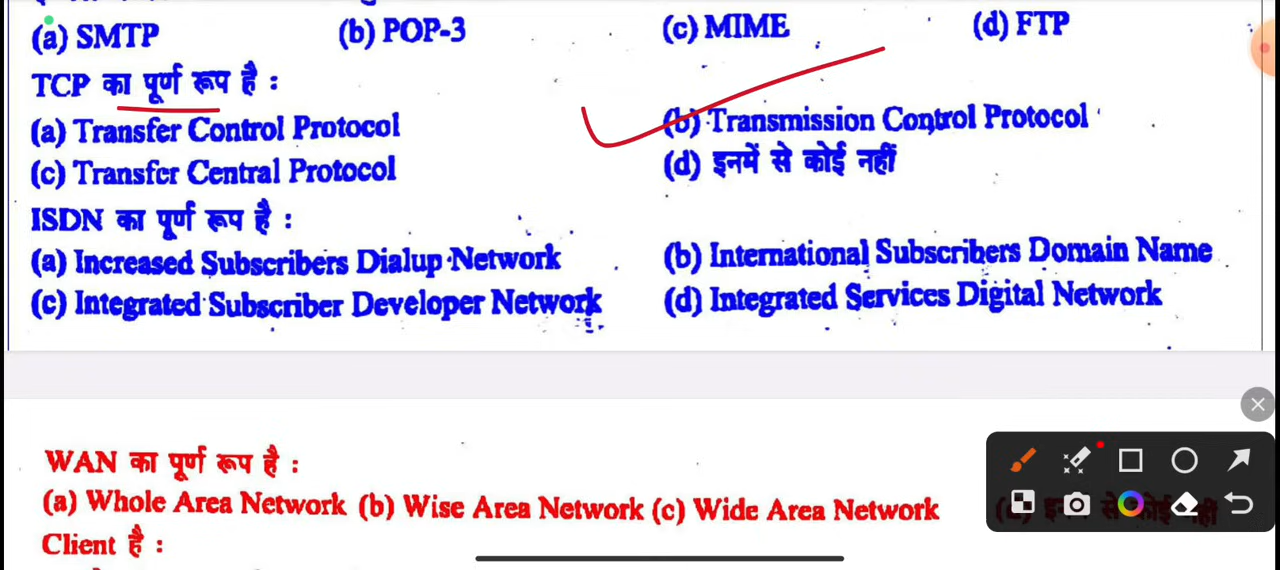 (a) SMTP (b) POP-3 (c) MIME (d) FTP
TCP का पूर्ण रूप है :
(a) Transfer Control Protocol (b) Transmission Control Protocol
(c) Transfer Central Protocol (d) इनमें से कोई नहीं
ISDN का पूर्ण रूप है :
(a) Increased Subscribers Dialup Network (b) International Subscribers Domain Name
(c) Integrated Subscriber Developer Network (d) Integrated Services Digital Network
WAN का पूर्ण रूप है :
(a) Whole Area Network (b) Wise Area Network (c) Wide Area Network (d) इनमें से कोई नहीं
Client है :